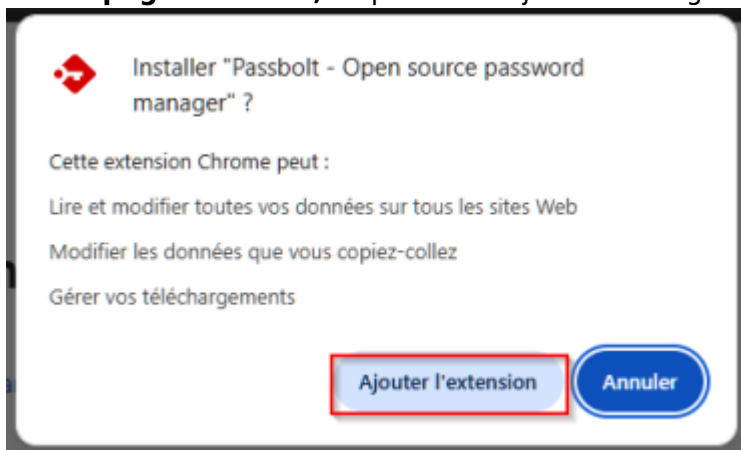 Installer "Passbolt - Open source password
manager" ?
Cette extension Chrome peut :
Lire et modifier toutes vos données sur tous les sites Web
Modifier les données que vous copiez-collez
Gérer vos téléchargements
Ajouter l'extension
Annuler